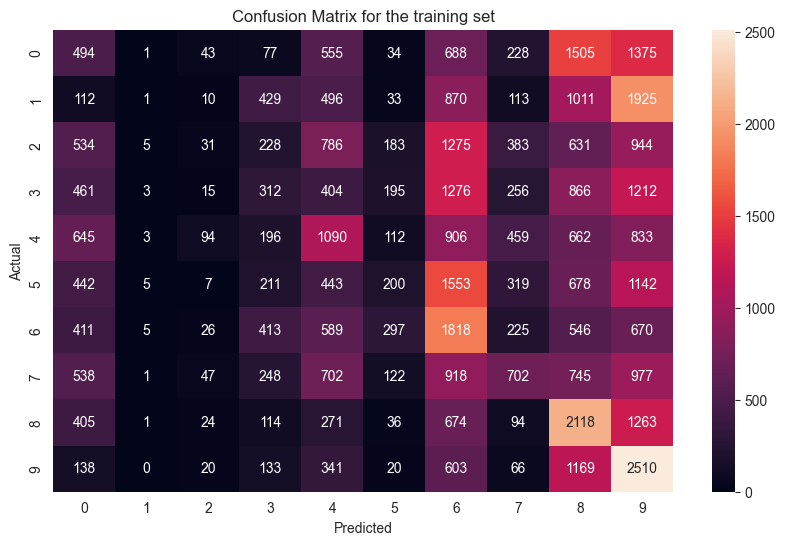 Confusion Matrix for the training set
0 494 1 43 77 555 34 688 228 1505 1375
1 112 1 10 429 496 33 870 113 1011 1925
2 534 5 31 228 786 183 1275 383 631 944
3 461 3 15 312 404 195 1276 256 866 1212
4 645 3 94 196 1090 112 906 459 662 833
5 442 5 7 211 443 200 1553 319 678 1142
6 411 5 26 413 589 297 1818 225 546 670
7 538 1 47 248 702 122 918 702 745 977
8 405 1 24 114 271 36 674 94 2118 1263
9 138 0 20 133 341 20 603 66 1169 2510
0 1 2 3 4 5 6 7 8 9
Predicted
Actual
2500
2000
1500
1000
500
0